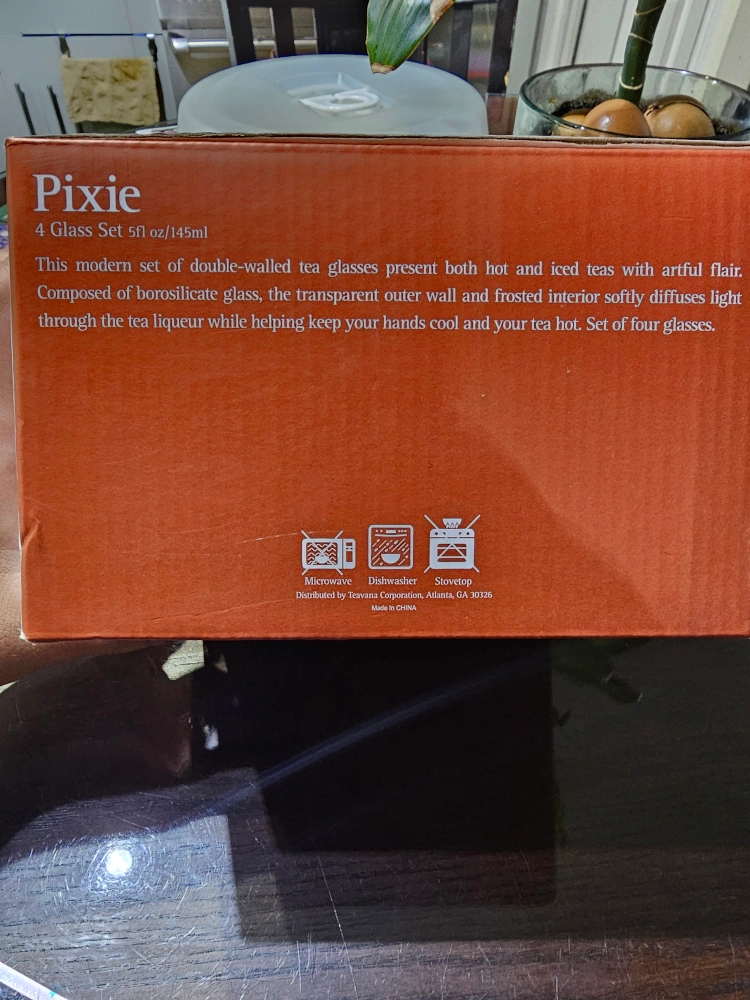 Pixie
4 Glass Set 5fl oz/145ml
This modern set of double-walled tea glasses present both hot and iced teas with artful flair.
Composed of borosilicate glass, the transparent outer wall and frosted interior softly diffuses light
through the tea liqueur while helping keep your hands cool and your tea hot. Set of four glasses.
Microwave Dishwasher Stovetop
Distributed by Teavana Corporation, Atlanta, GA 30326
Made In CHINA